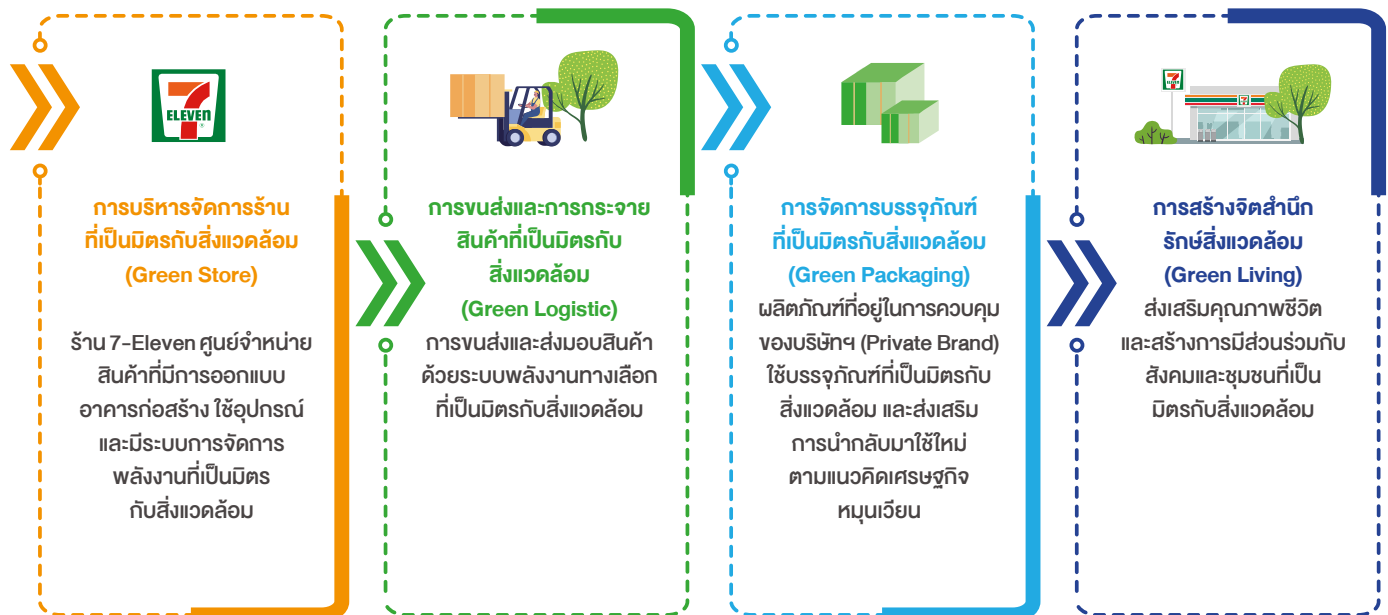 7
ELEVEN
การบริหารจัดการร้าน
ที่เป็นมิตรกับสิ่งแวดล้อม
(Green Store)
ร้าน 7-Eleven ศูนย์จำหน่าย
สินค้าที่มีการออกแบบ
อาคารก่อสร้าง ใช้อุปกรณ์
และมีระบบการจัดการ
พลังงานที่เป็นมิตร
กับสิ่งแวดล้อม
การขนส่งและการกระจาย
สินค้าที่เป็นมิตรกับ
สิ่งแวดล้อม
(Green Logistic)
การขนส่งและส่งมอบสินค้า
ด้วยระบบพลังงานทางเลือก
ที่เป็นมิตรกับสิ่งแวดล้อม
การจัดการบรรจุภัณฑ์
ที่เป็นมิตรกับสิ่งแวดล้อม
(Green Packaging)
ผลิตภัณฑ์ที่อยู่ในการควบคุม
ของบริษัทฯ (Private Brand)
ใช้บรรจุภัณฑ์ที่เป็นมิตรกับ
สิ่งแวดล้อม และส่งเสริม
การนำกลับมาใช้ใหม่
ตามแนวคิดเศรษฐกิจ
หมุนเวียน
7
ELEVEN
7
ELEVEN
การสร้างจิตสำนึก
รักษ์สิ่งแวดล้อม
(Green Living)
ส่งเสริมคุณภาพชีวิต
และสร้างการมีส่วนร่วมกับ
สังคมและชุมชนที่เป็น
มิตรกับสิ่งแวดล้อม